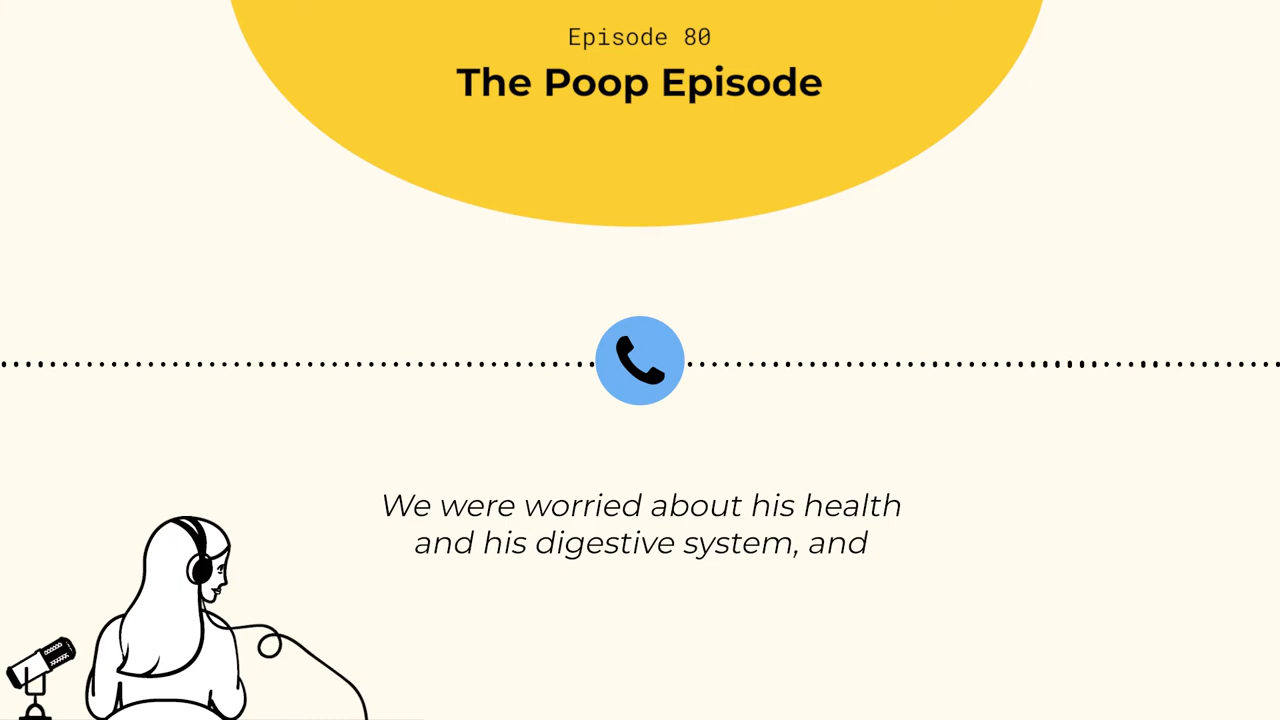 Episode 80
The Poop Episode
We were worried about his health
and his digestive system, and